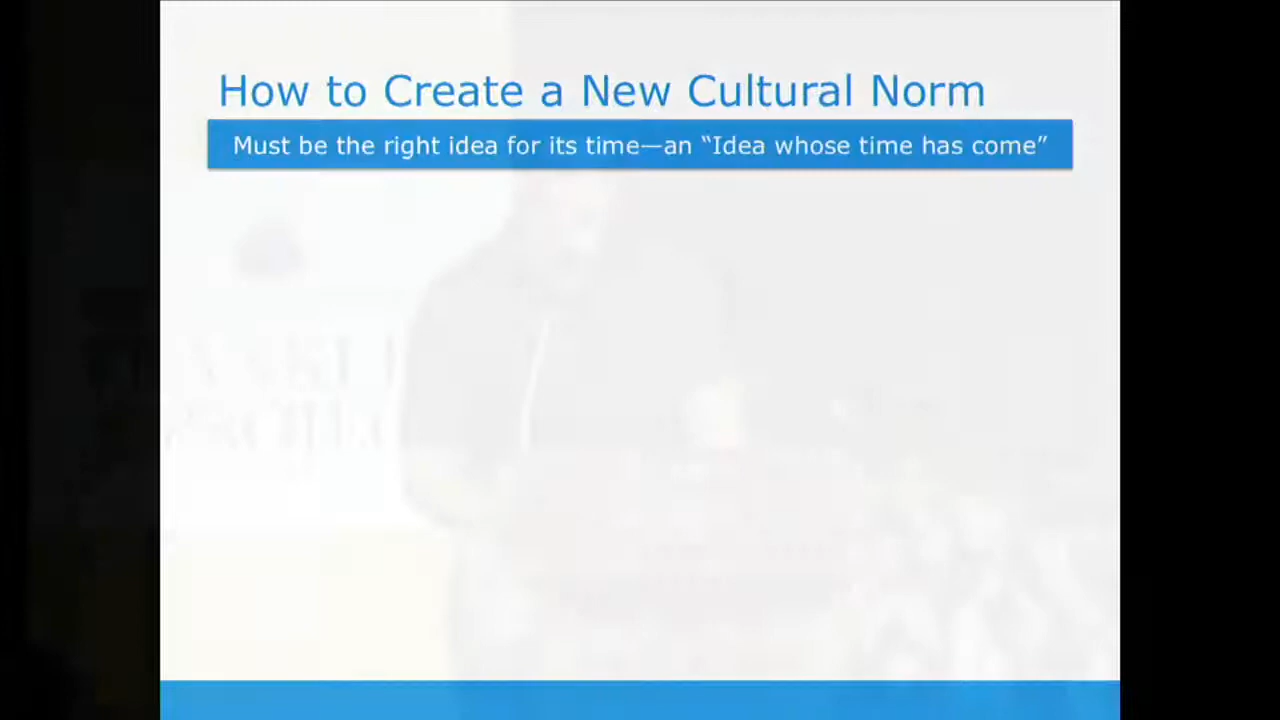 How to Create a New Cultural Norm
Must be the right idea for its time—an “Idea whose time has come”